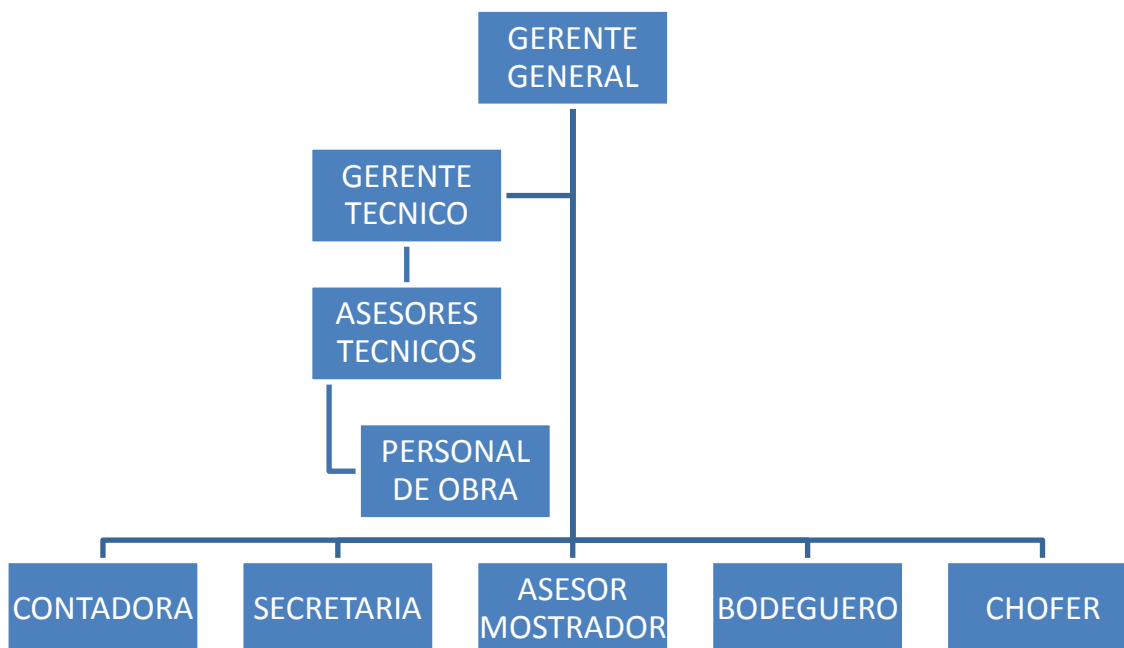 GERENTE
GENERAL
GERENTE
TECNICO
ASESORES
TECNICOS
PERSONAL
DE OBRA
CONTADORA
SECRETARIA
ASESOR
MOSTRADOR
BODEGUERO
CHOFER